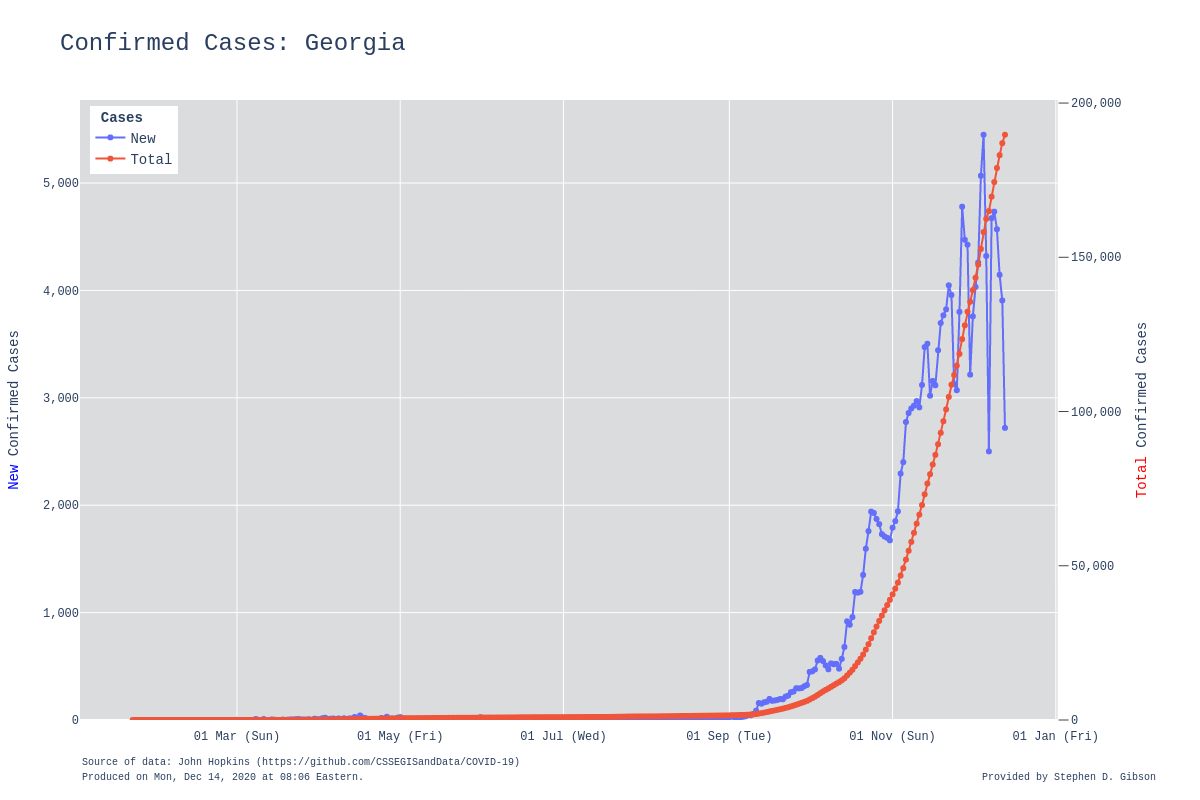 Confirmed Cases: Georgia
Cases
New
Total
200,000
150,000
100,000
50,000
0
5,000
4,000
3,000
2,000
1,000
0
New Confirmed Cases
Total Confirmed Cases
01 Mar (Sun)
01 May (Fri)
01 Jul (Wed)
01 Sep (Tue)
01 Nov (Sun)
01 Jan (Fri)
Source of data: John Hopkins (https://github.com/CSSEGISandData/COVID-19)
Produced on Mon, Dec 14, 2020 at 08:06 Eastern.
Provided by Stephen D. Gibson